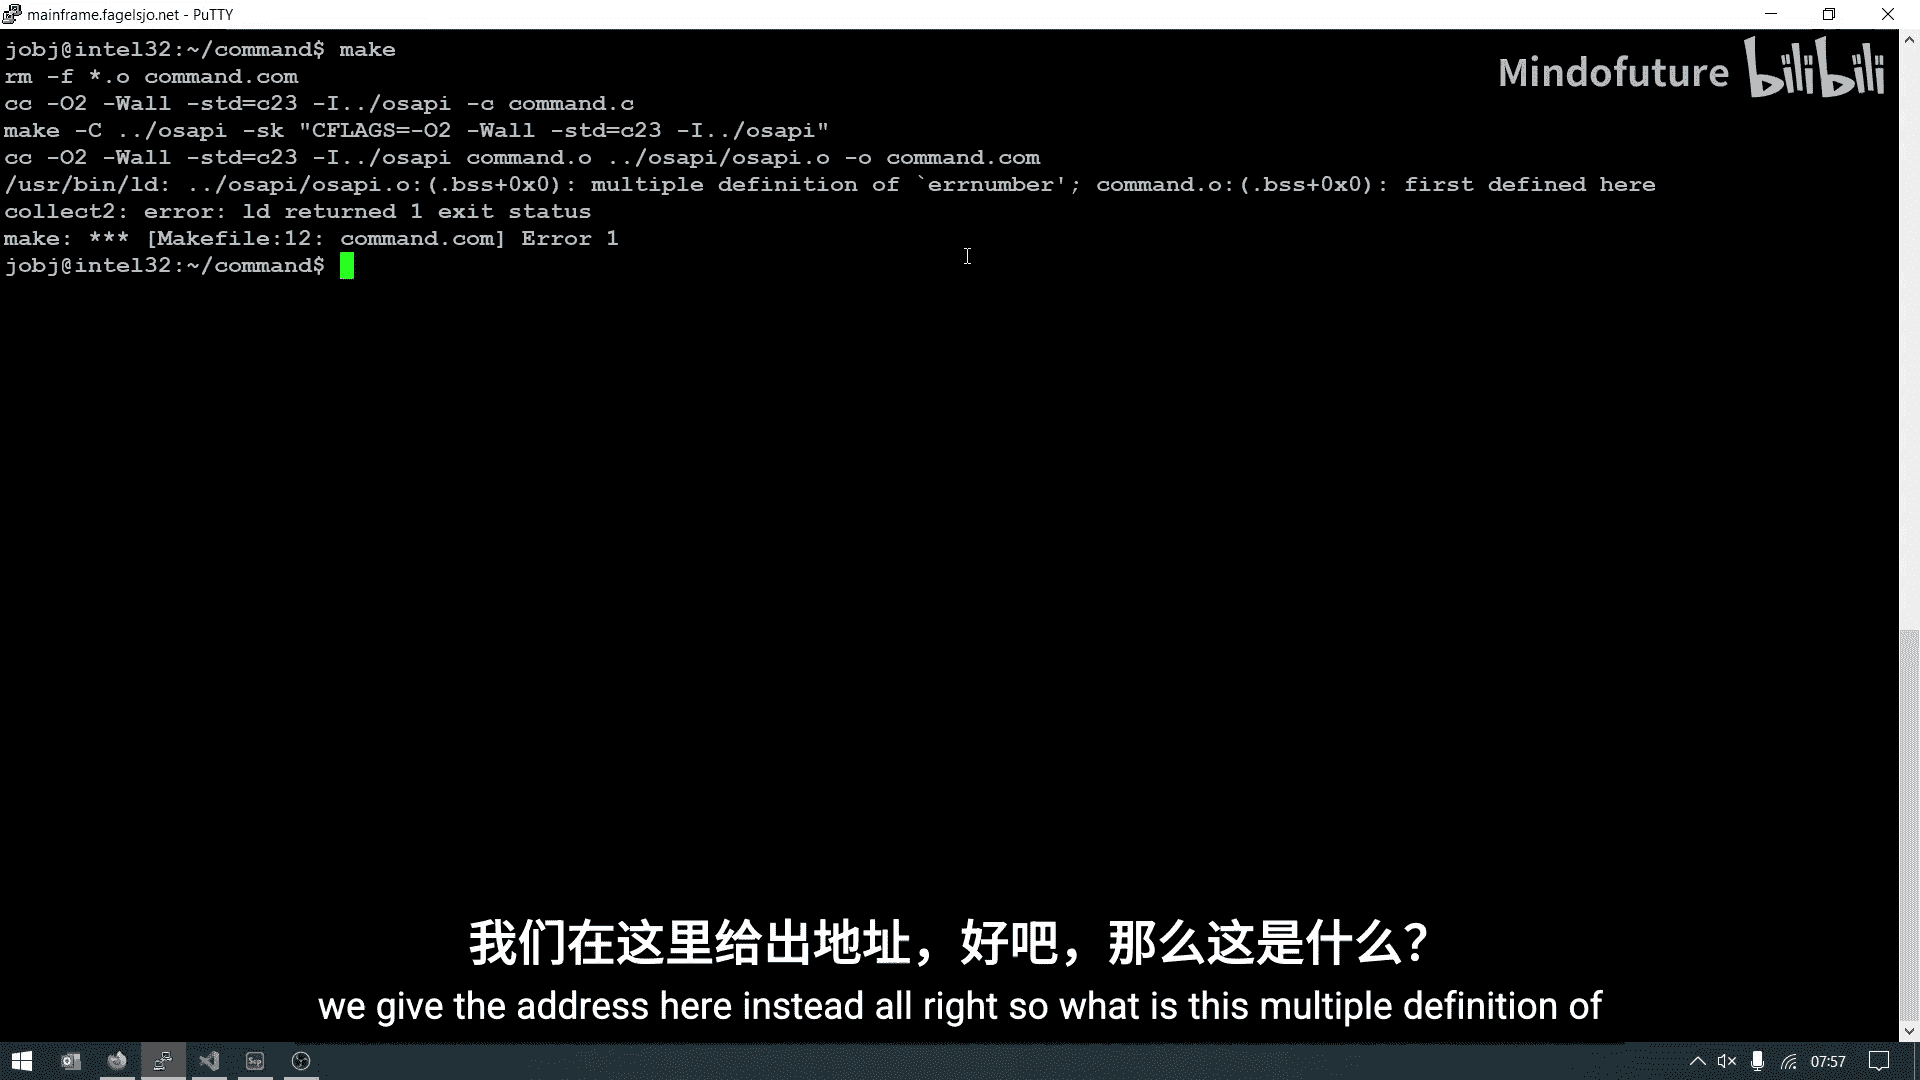 mainframe.fagelsjo.net - PuTTY
jobj@intel32:~/command$ make
rm -f *.o command.com
cc -O2 -Wall -std=c23 -I../osapi -c command.c
make -C ../osapi -sk "CFLAGS=-O2 -Wall -std=c23 -I../osapi"
cc -O2 -Wall -std=c23 -I../osapi command.o ../osapi/osapi.o -o command.com
/usr/bin/ld: ../osapi/osapi.o:(.bss+0x0): multiple definition of `errnumber'; command.o:(.bss+0x0): first defined here
collect2: error: ld returned 1 exit status
make: *** [Makefile:12: command.com] Error 1
jobj@intel32:~/command$
Mindofuture bilibili
我们在这里给出地址，好吧，那么这是什么？
we give the address here instead all right so what is this multiple definition of
07:57